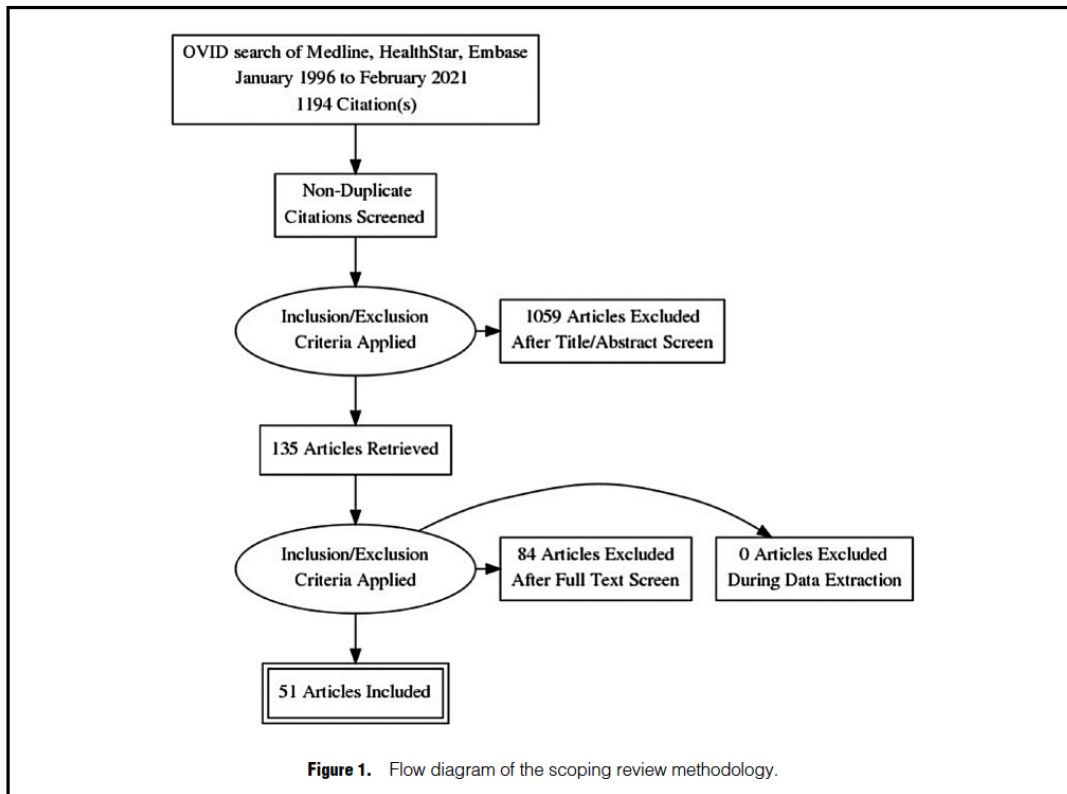 OVID search of Medline, HealthStar, Embase
January 1996 to February 2021
1194 Citation(s)
Non-Duplicate
Citations Screened
Inclusion/Exclusion
Criteria Applied
1059 Articles Excluded
After Title/Abstract Screen
135 Articles Retrieved
Inclusion/Exclusion
Criteria Applied
84 Articles Excluded
After Full Text Screen
0 Articles Excluded
During Data Extraction
51 Articles Included
Figure 1. Flow diagram of the scoping review methodology.